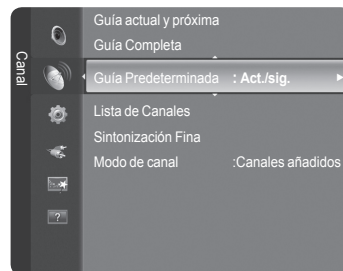 Canal
Guía actual y próxima
Guía Completa
Guía Predeterminada : Act./sig.
Lista de Canales
Sintonización Fina
Modo de canal :Canales añadidos
?